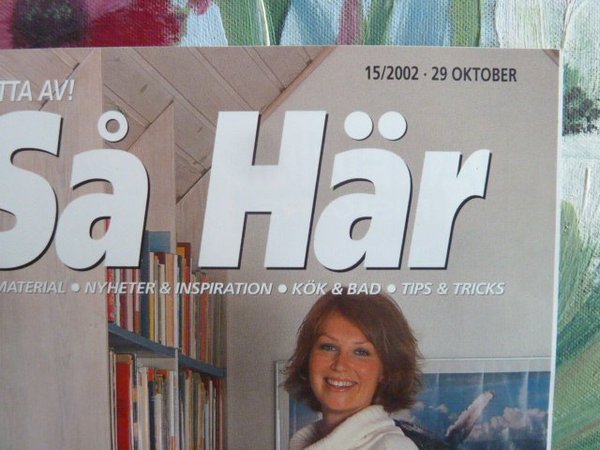 15/2002 · 29 OKTOBER
TTA AV!
Så Här
MATERIAL • NYHETER & INSPIRATION • KÖK & BAD • TIPS & TRICKS